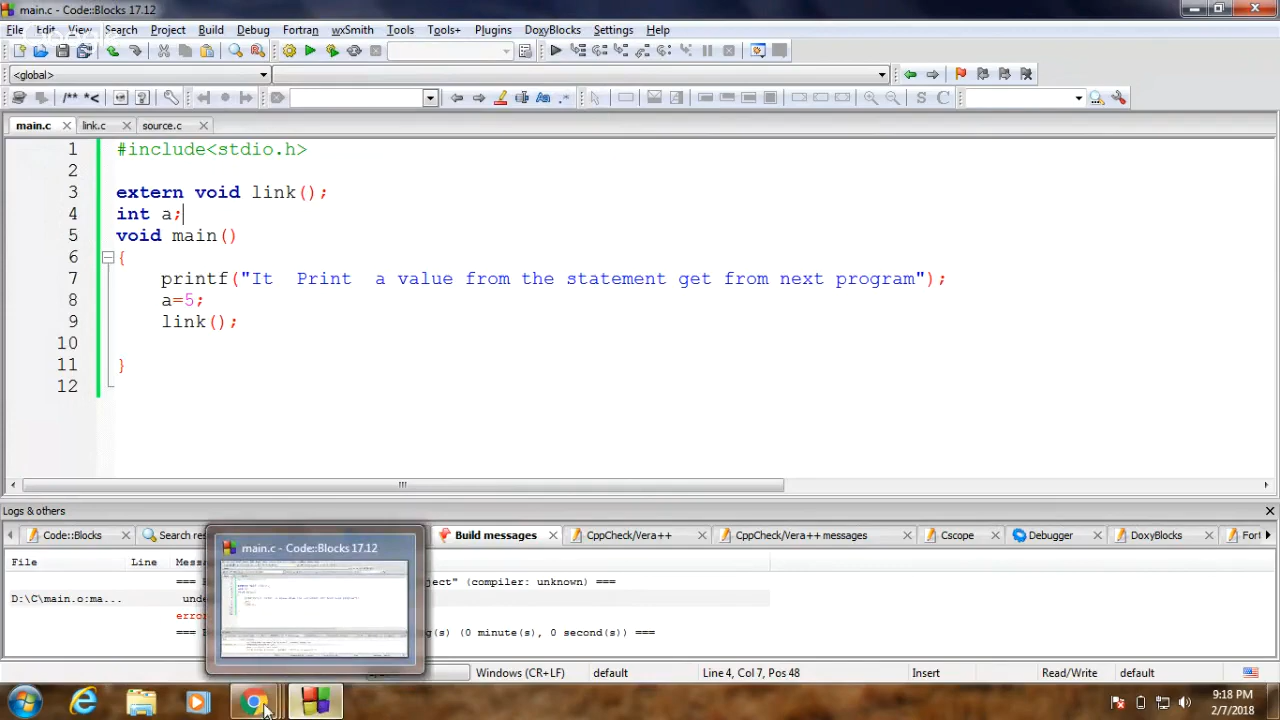 main.c - Code::Blocks 17.12
File Edit View Search Project Build Debug Fortran wxSmith Tools Tools+ Plugins DoxyBlocks Settings Help
<global>
/** *< S C
main.c link.c source.c
1 #include<stdio.h>
2
3 extern void link();
4 int a;
5 void main()
6 {
7 printf("It  Print  a value from the statement get from next program");
8 a=5;
9 link();
10
11 }
12
Logs & others
Code::Blocks Search res Build messages CppCheck/Vera++ CppCheck/Vera++ messages Cscope Debugger DoxyBlocks Fort
File Line Mess
main.c - Code::Blocks 17.12
ject" (compiler: unknown) ===
D:\C\main.o:ma... unde
error
=== g(s) (0 minute(s), 0 second(s)) ===
Windows (CR+LF) default Line 4, Col 7, Pos 48 Insert Read/Write default
9:18 PM
2/7/2018